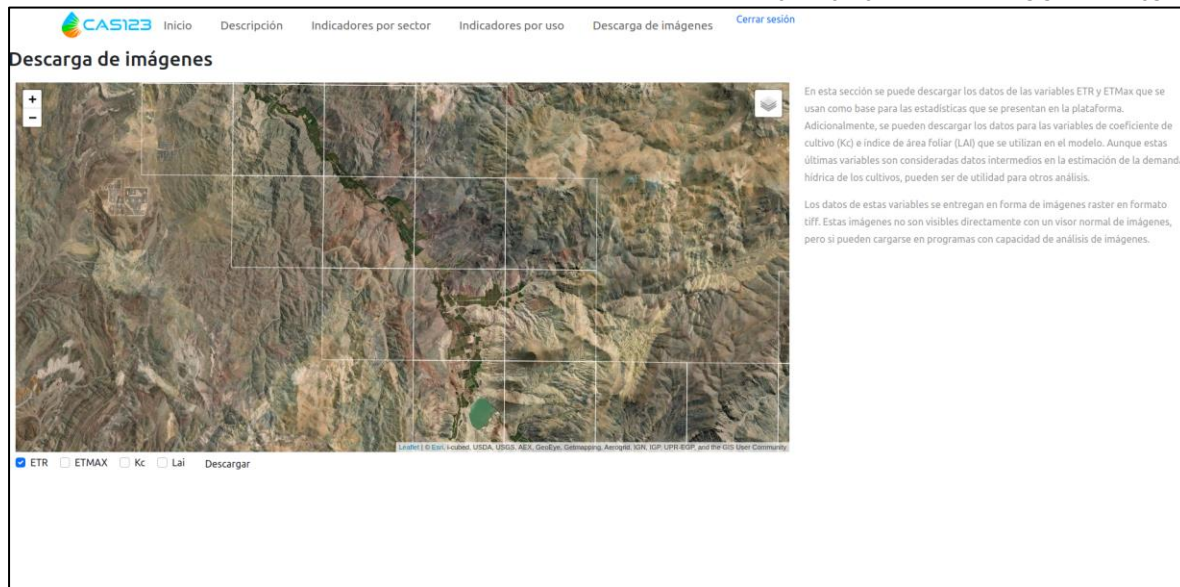 CAS123 Inicio Descripción Indicadores por sector Indicadores por uso Descarga de imágenes Cerrar sesión
Descarga de imágenes
+
-
En esta sección se puede descargar los datos de las variables ETR y ETMax que se
usan como base para las estadísticas que se presentan en la plataforma.
Adicionalmente, se pueden descargar los datos para las variables de coeficiente de
cultivo (Kc) e índice de área foliar (LAI) que se utilizan en el modelo. Aunque estas
últimas variables son consideradas datos intermedios en la estimación de la demanda
hídrica de los cultivos, pueden ser de utilidad para otros análisis.
Los datos de estas variables se entregan en forma de imágenes raster en formato
tiff. Estas imágenes no son visibles directamente con un visor normal de imágenes,
pero si pueden cargarse en programas con capacidad de análisis de imágenes.
Leaflet | © Esri, i-cubed, USDA, USGS, AEX, GeoEye, Getmapping, Aerogrid, IGN, IGP, UPR-EGP, and the GIS User Community
ETR ETMAX Kc Lai Descargar